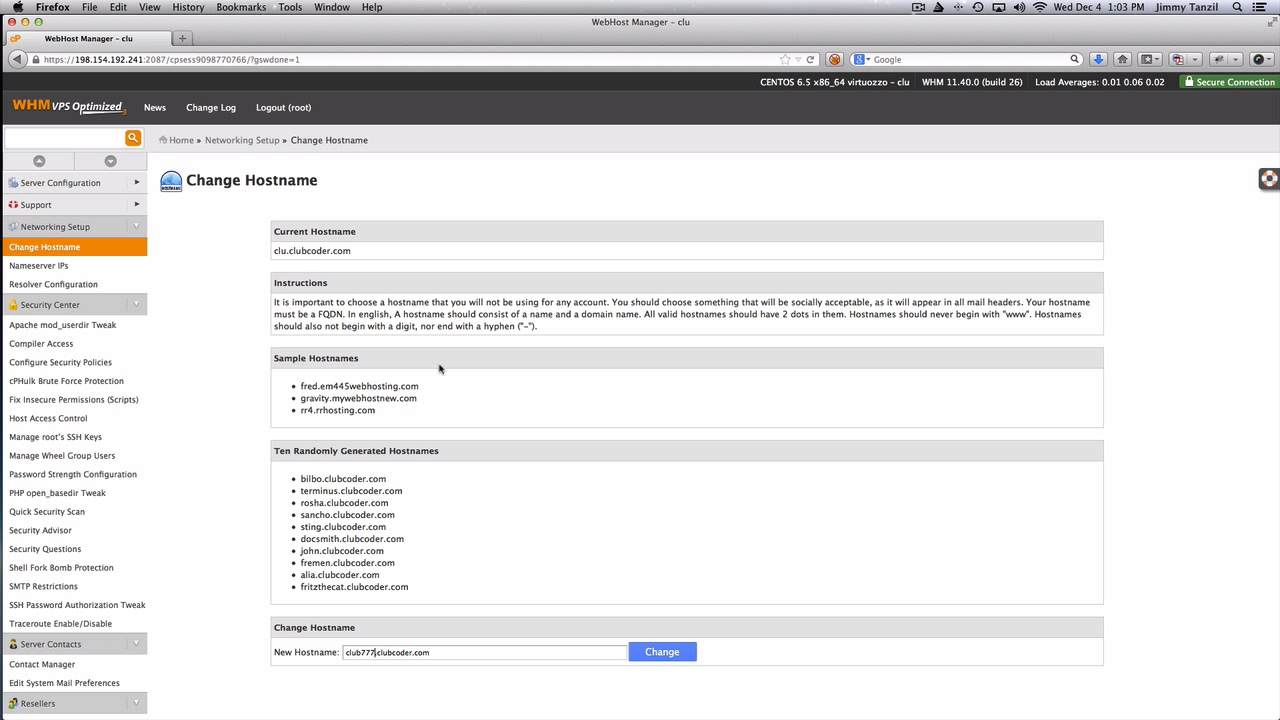 Firefox File Edit View History Bookmarks Tools Window Help Wed Dec 4 1:03 PM Jimmy Tanzil
WebHost Manager - clu
WebHost Manager - clu
https://198.154.192.241:2087/cpsess9098770766/?gswdone=1
Google
CENTOS 6.5 x86_64 virtuozzo - clu WHM 11.40.0 (build 26) Load Averages: 0.01 0.06 0.02 Secure Connection
WHM VPS Optimized News Change Log Logout (root)
Home » Networking Setup » Change Hostname
Server Configuration
Support
Networking Setup
Change Hostname
Nameserver IPs
Resolver Configuration
Security Center
Apache mod_userdir Tweak
Compiler Access
Configure Security Policies
cPHulk Brute Force Protection
Fix Insecure Permissions (Scripts)
Host Access Control
Manage root's SSH Keys
Manage Wheel Group Users
Password Strength Configuration
PHP open_basedir Tweak
Quick Security Scan
Security Advisor
Security Questions
Shell Fork Bomb Protection
SMTP Restrictions
SSH Password Authorization Tweak
Traceroute Enable/Disable
Server Contacts
Contact Manager
Edit System Mail Preferences
Resellers
Change Hostname
Current Hostname
clu.clubcoder.com
Instructions
It is important to choose a hostname that you will not be using for any account. You should choose something that will be socially acceptable, as it will appear in all mail headers. Your hostname
must be a FQDN. In english, A hostname should consist of a name and a domain name. All valid hostnames should have 2 dots in them. Hostnames should never begin with "www". Hostnames
should also not begin with a digit, nor end with a hyphen ("-").
Sample Hostnames
fred.em445webhosting.com
gravity.mywebhostnew.com
rr4.rrhosting.com
Ten Randomly Generated Hostnames
bilbo.clubcoder.com
terminus.clubcoder.com
rosha.clubcoder.com
sancho.clubcoder.com
sting.clubcoder.com
docsmith.clubcoder.com
john.clubcoder.com
fremen.clubcoder.com
alia.clubcoder.com
fritzthecat.clubcoder.com
Change Hostname
New Hostname: club777.clubcoder.com Change